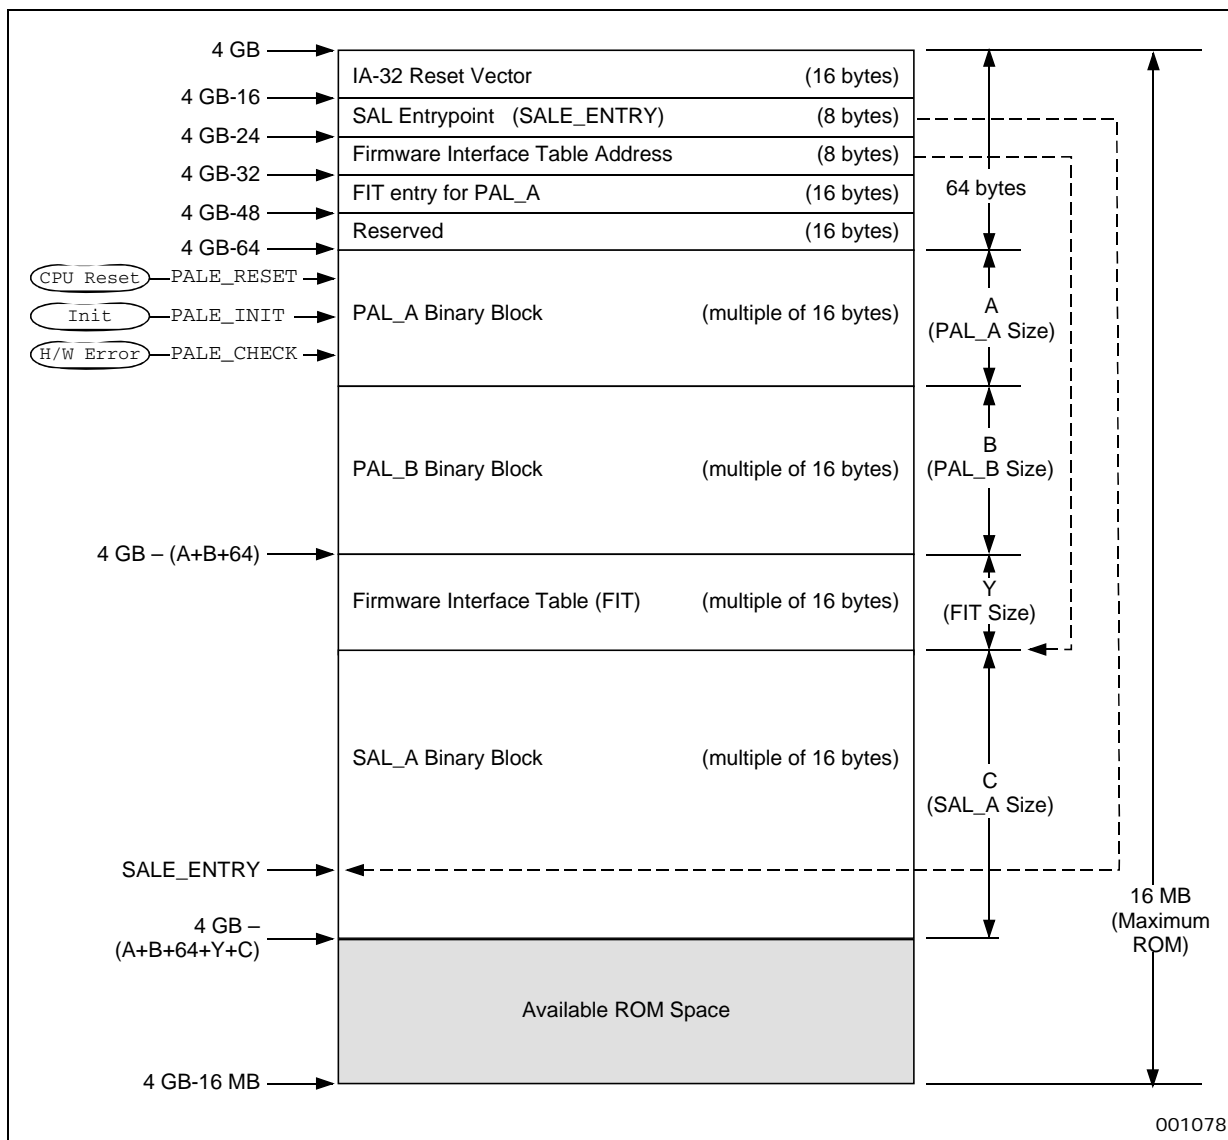 4 GB
IA-32 Reset Vector (16 bytes)
4 GB-16
SAL Entrypoint (SALE_ENTRY) (8 bytes)
4 GB-24
Firmware Interface Table Address (8 bytes)
4 GB-32
FIT entry for PAL_A (16 bytes)
64 bytes
4 GB-48
Reserved (16 bytes)
4 GB-64
CPU Reset PALE_RESET
Init PALE_INIT
H/W Error PALE_CHECK
PAL_A Binary Block (multiple of 16 bytes)
A
(PAL_A Size)
PAL_B Binary Block (multiple of 16 bytes)
B
(PAL_B Size)
4 GB – (A+B+64)
Firmware Interface Table (FIT) (multiple of 16 bytes)
Y
(FIT Size)
SAL_A Binary Block (multiple of 16 bytes)
C
(SAL_A Size)
SALE_ENTRY
16 MB
(Maximum
ROM)
4 GB –
(A+B+64+Y+C)
Available ROM Space
4 GB-16 MB
001078